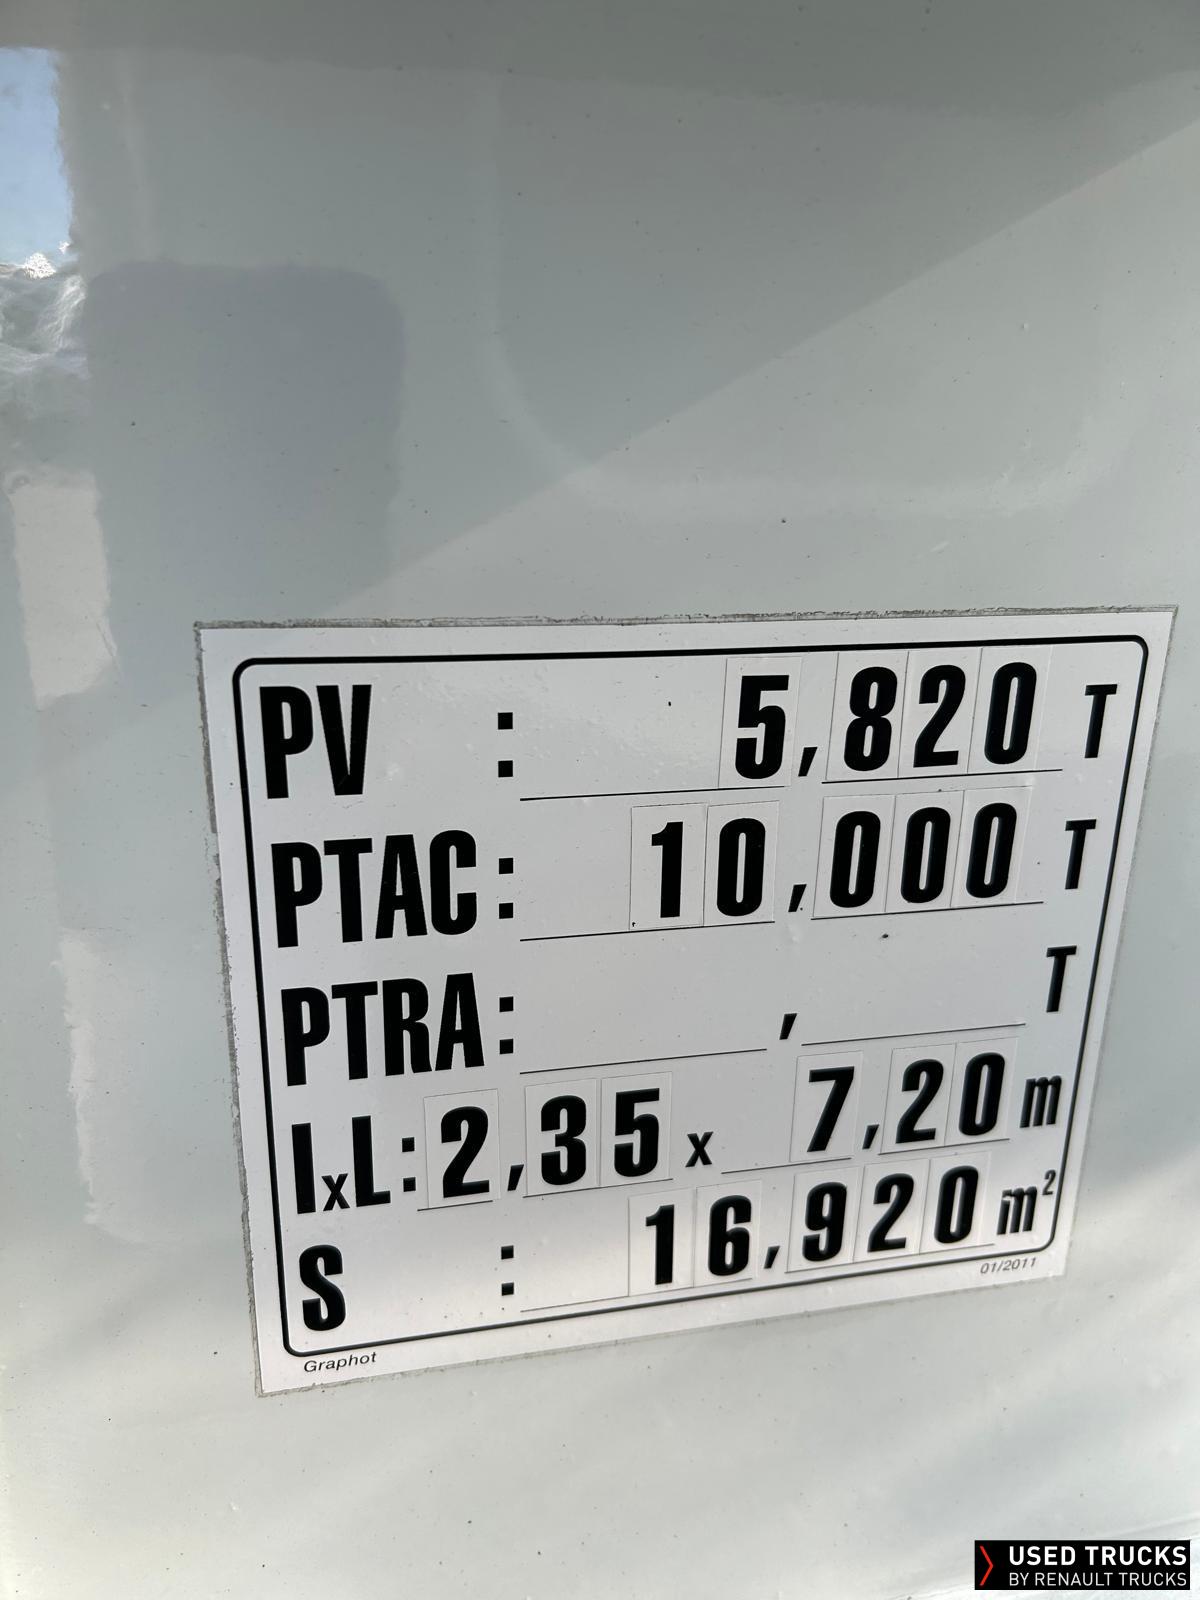 PV : 5,820 T
PTAC : 10,000 T
PTRA : , T
IxL : 2,35 x 7,20 m
S : 16,920 m²
01/2011
Graphot
USED TRUCKS
BY RENAULT TRUCKS